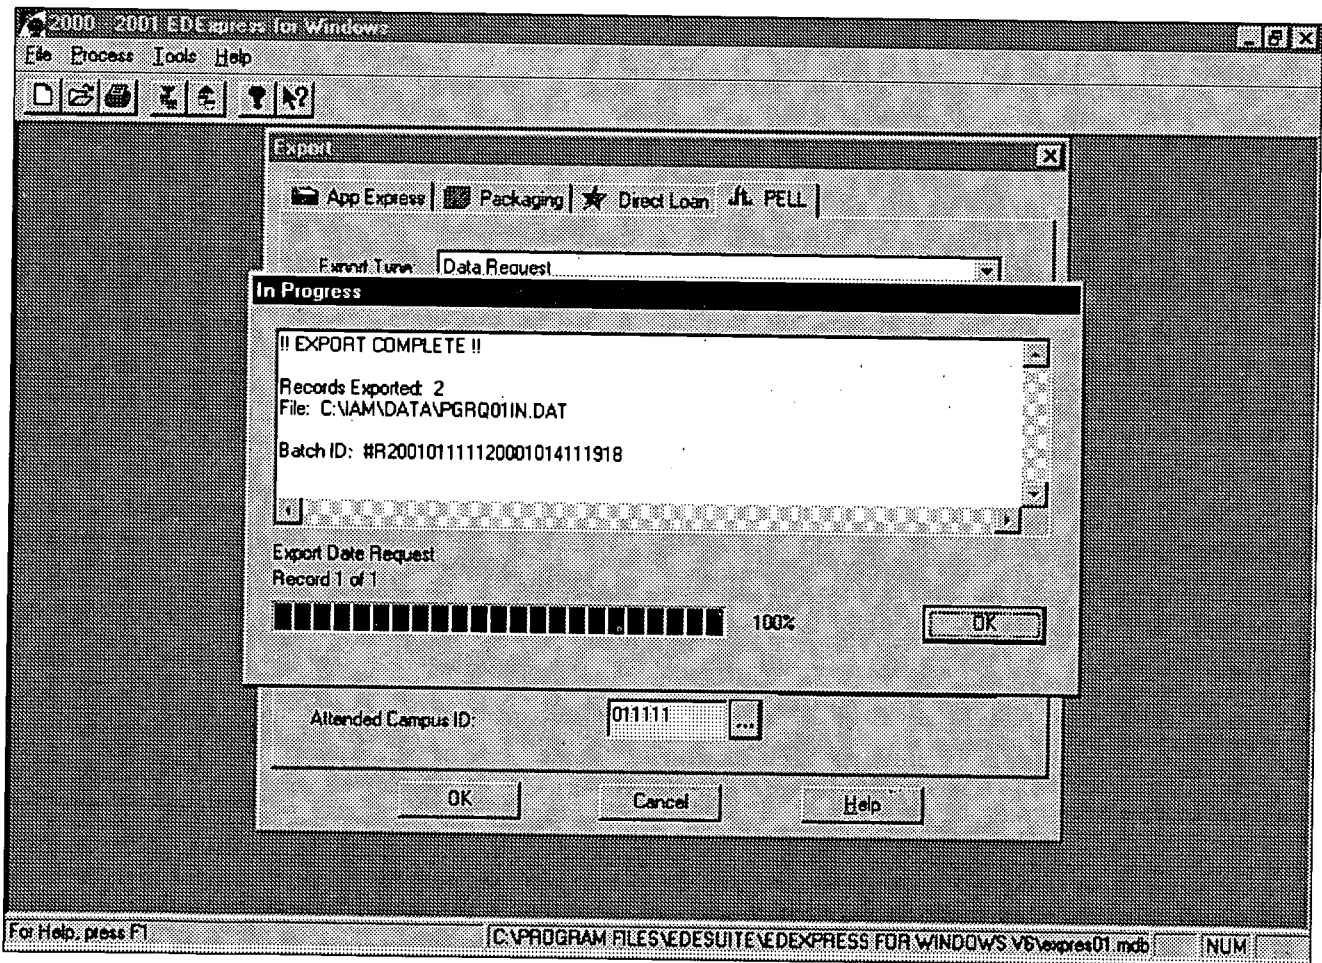 2000 - 2001 EDExpress for Windows
File Process Tools Help
Export
App Express Packaging Direct Loan PELL
Export Type Data Request
In Progress
!! EXPORT COMPLETE !!
Records Exported: 2
File: C:\IAM\DATA\PGRQ01IN.DAT
Batch ID: #R200101111120001014111918
Export Date Request
Record 1 of 1
100%
OK
Attended Campus ID: 011111 ...
OK Cancel Help
For Help, press F1 C:\PROGRAM FILES\EDESUITE\EDEXPRESS FOR WINDOWS V6\expres01.mdb NUM